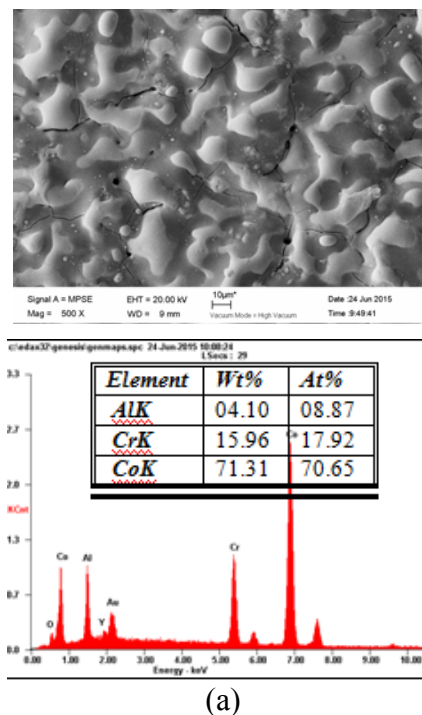 Signal A = MPSE EHT = 20.00 kV 10µm* Date :24 Jun 2015
Mag = 500 X WD = 9 mm Vacuum Mode = High Vacuum Time :9:49:41
c:\edax32\genesis\genmaps.spc 24-Jun-2015 10:08:24
LSecs : 29
3.3
Element Wt% At%
AlK 04.10 08.87
CrK 15.96 17.92
CoK 71.31 70.65
2.7
2.0
KCnt
1.3
0.7
0.0
O
Co
Al
Y
Au
Cr
Co
0.00 1.00 2.00 3.00 4.00 5.00 6.00 7.00 8.00 9.00 10.00
Energy - keV
(a)